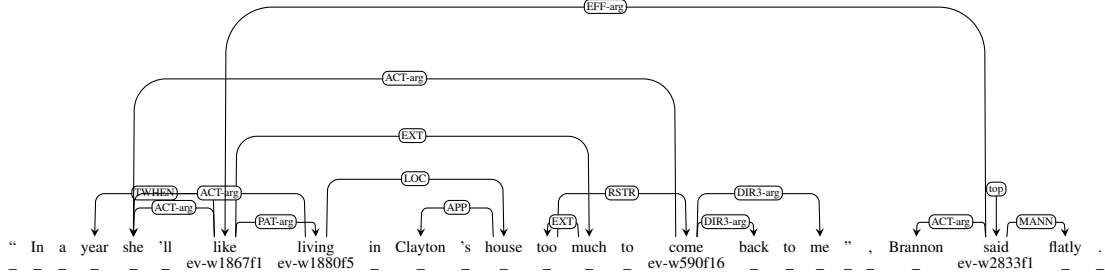 EFF-arg
ACT-arg
EXT
LOC
TWHEN ACT-arg RSTR DIR3-arg top
ACT-arg PAT-arg APP EXT DIR3-arg ACT-arg MANN
“ In a year she 'll like living in Clayton 's house too much to come back to me ” , Brannon said flatly .
_ _ _ _ _ _ ev-w1867f1 ev-w1880f5 _ _ _ _ _ _ _ ev-w590f16 _ _ _ _ _ _ ev-w2833f1 _ _